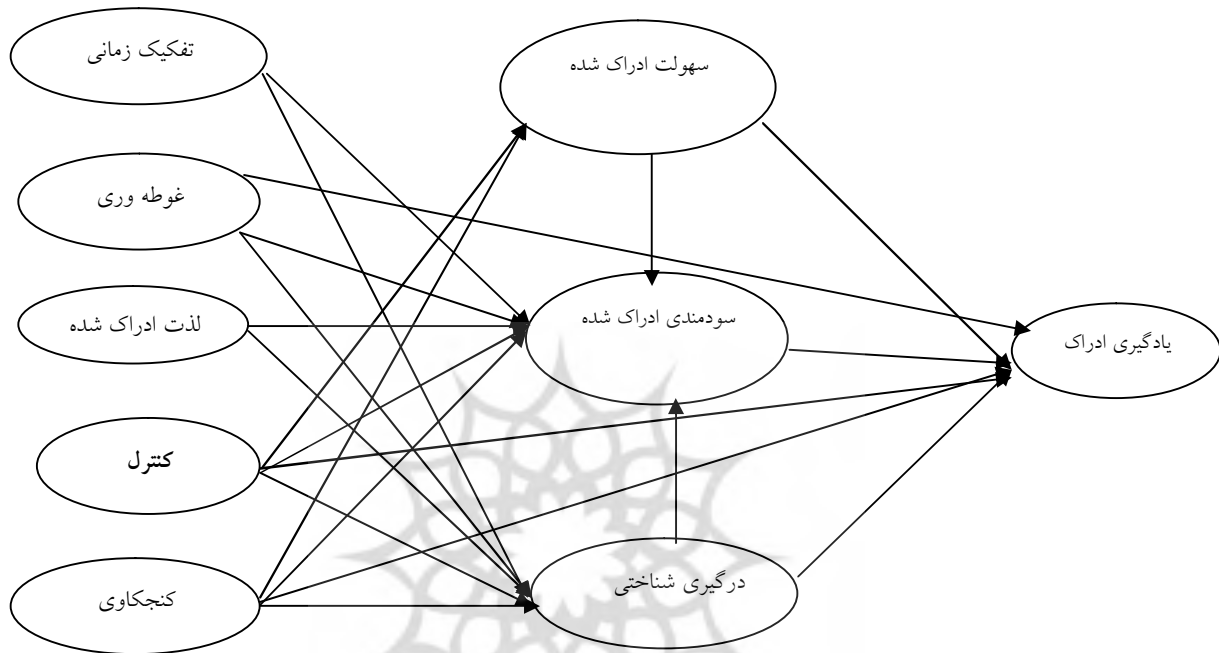 تفکیک زمانی
سهولت ادراک شده
غوطه وری
لذت ادراک شده
سودمندی ادراک شده
یادگیری ادراک
کنترل
درگیری شناختی
کنجکاوی